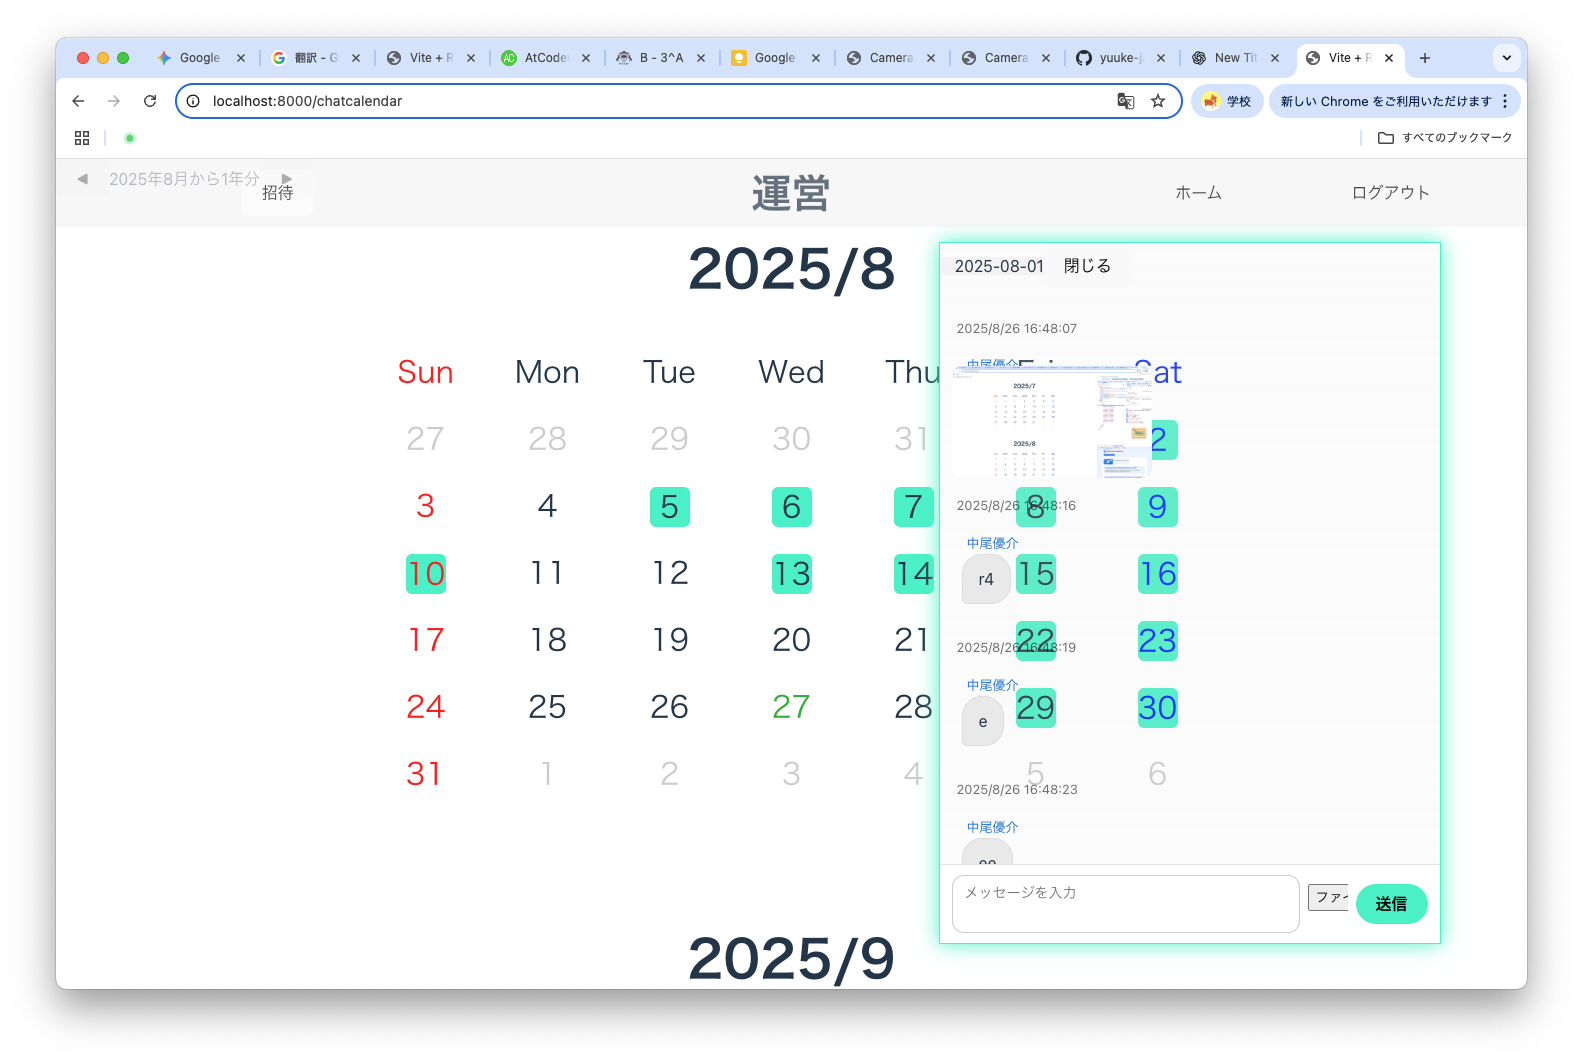 Google
翻訳 - G
Vite + R
AtCode
B - 3^A
Google
Camera
Camera
yuuke-j
New Tit
Vite + R
localhost:8000/chatcalendar
学校
新しい Chrome をご利用いただけます
すべてのブックマーク
◀ 2025年8月から1年分 ▶
招待
運営
ホーム
ログアウト
2025/8
Sun Mon Tue Wed Thu Sat
27 28 29 30 31 2
3 4 5 6 7 8 9
10 11 12 13 14 15 16
17 18 19 20 21 22 23
24 25 26 27 28 29 30
31 1 2 3 4 5 6
2025/9
2025-08-01 閉じる
2025/8/26 16:48:07
中尾優介
2025/7
2025/8
2025/8/26 16:48:16
中尾優介
r4
2025/8/26 16:48:19
中尾優介
e
2025/8/26 16:48:23
中尾優介
ee
メッセージを入力
ファイ
送信